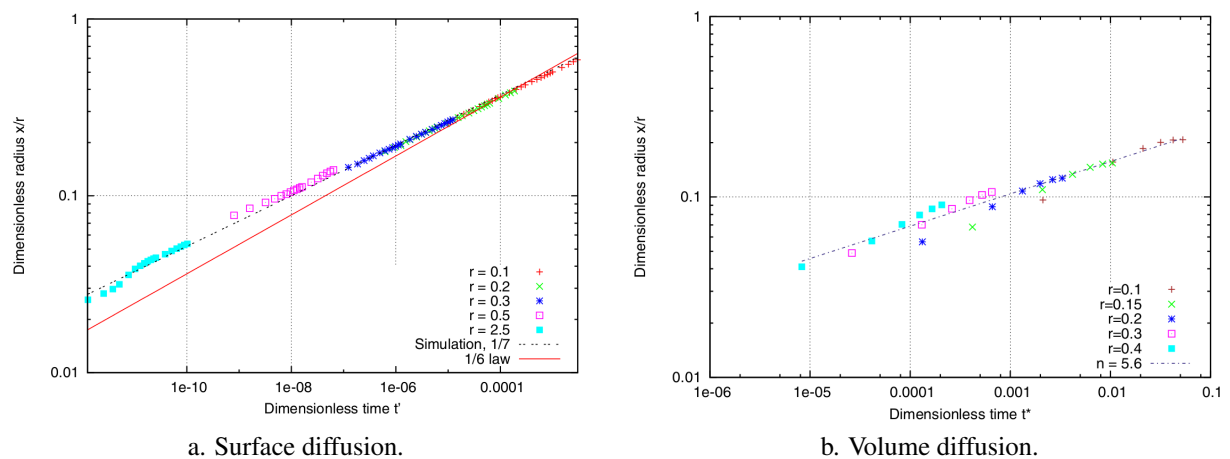 1
0.1
0.01
1e-10
1e-08
1e-06
0.0001
Dimensionless radius x/r
Dimensionless time t'
r = 0.1
r = 0.2
r = 0.3
r = 0.5
r = 2.5
Simulation, 1/7
1/6 law
a. Surface diffusion.
1
0.1
0.01
1e-06
1e-05
0.0001
0.001
0.01
0.1
Dimensionless radius x/r
Dimensionless time t*
r=0.1
r=0.15
r=0.2
r=0.3
r=0.4
n = 5.6
b. Volume diffusion.